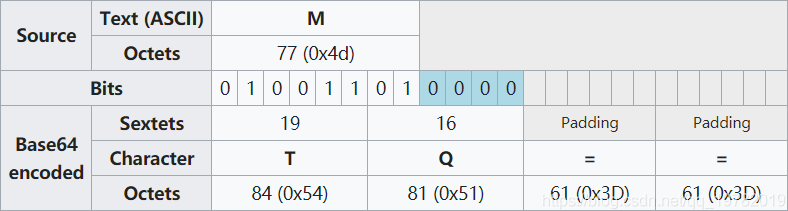 Source Text (ASCII) M
Octets 77 (0x4d)
Bits 0 1 0 0 1 1 0 1 0 0 0 0
Base64 encoded Sextets 19 16 Padding Padding
Character T Q = =
Octets 84 (0x54) 81 (0x51) 61 (0x3D) 61 (0x3D)